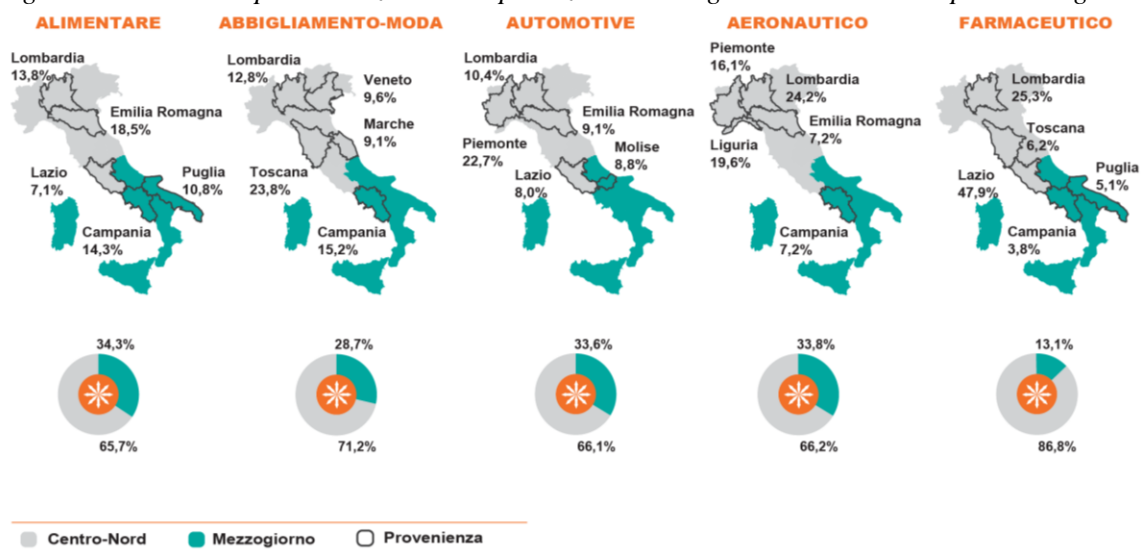 ALIMENTARE
Lombardia
13,8%
Emilia Romagna
18,5%
Lazio
7,1%
Puglia
10,8%
Campania
14,3%
34,3%
65,7%
ABBIGLIAMENTO-MODA
Lombardia
12,8%
Veneto
9,6%
Marche
9,1%
Toscana
23,8%
Campania
15,2%
28,7%
71,2%
AUTOMOTIVE
Lombardia
10,4%
Emilia Romagna
9,1%
Piemonte
22,7%
Molise
8,8%
Lazio
8,0%
33,6%
66,1%
AERONAUTICO
Piemonte
16,1%
Lombardia
24,2%
Emilia Romagna
7,2%
Liguria
19,6%
Campania
7,2%
33,8%
66,2%
FARMACEUTICO
Lombardia
25,3%
Toscana
6,2%
Puglia
5,1%
Lazio
47,9%
Campania
3,8%
13,1%
86,8%
Centro-Nord
Mezzogiorno
Provenienza